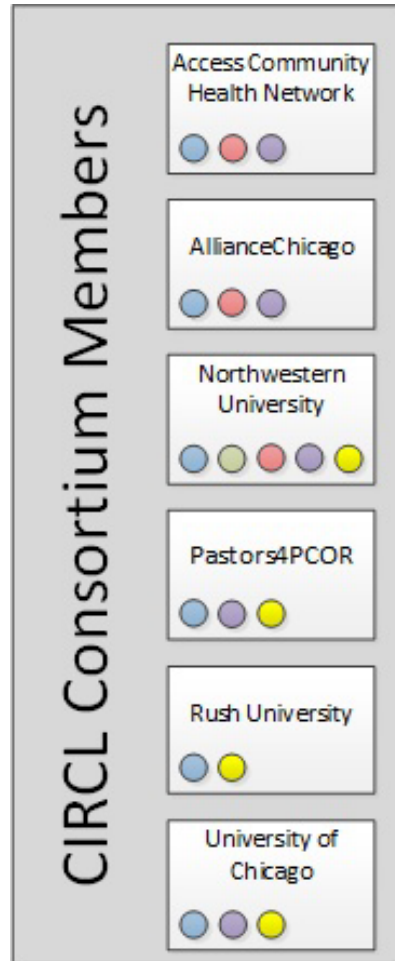 CIRCL Consortium Members
Access Community
Health Network
AllianceChicago
Northwestern
University
Pastors4PCOR
Rush University
University of
Chicago